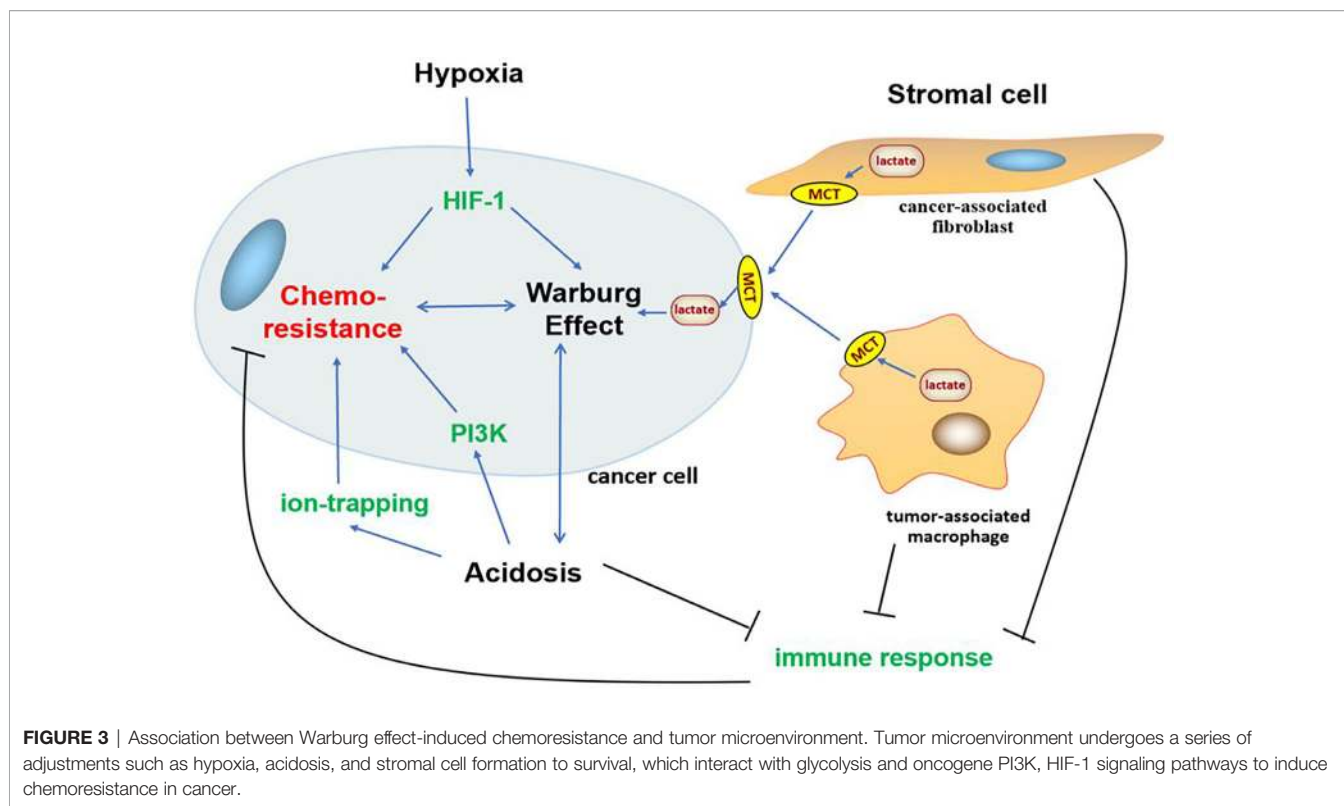 Hypoxia
Stromal cell
lactate
MCT
cancer-associated
fibroblast
HIF-1
Chemo-
resistance
Warburg
Effect
lactate
MCT
MCT
lactate
PI3K
cancer cell
ion-trapping
tumor-associated
macrophage
Acidosis
immune response
FIGURE 3 | Association between Warburg effect-induced chemoresistance and tumor microenvironment. Tumor microenvironment undergoes a series of
adjustments such as hypoxia, acidosis, and stromal cell formation to survival, which interact with glycolysis and oncogene PI3K, HIF-1 signaling pathways to induce
chemoresistance in cancer.